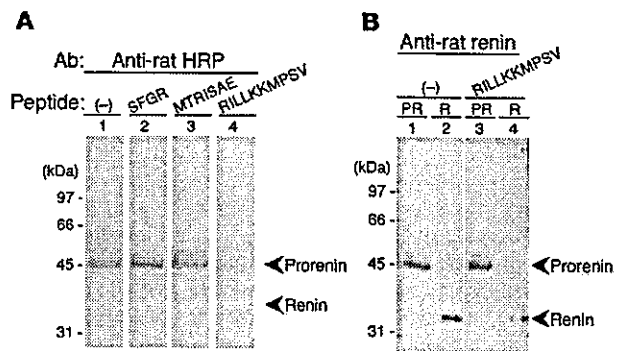 A
Ab: Anti-rat HRP
Peptide: (–) SFGR MTRISAE RILLKKMPSV
1 2 3 4
(kDa)
97 -
66 -
45 -
31 -
Prorenin
Renin
B
Anti-rat renin
(–) RILLKKMPSV
PR R PR R
1 2 3 4
(kDa)
97 -
66 -
45 -
31 -
Prorenin
Renin